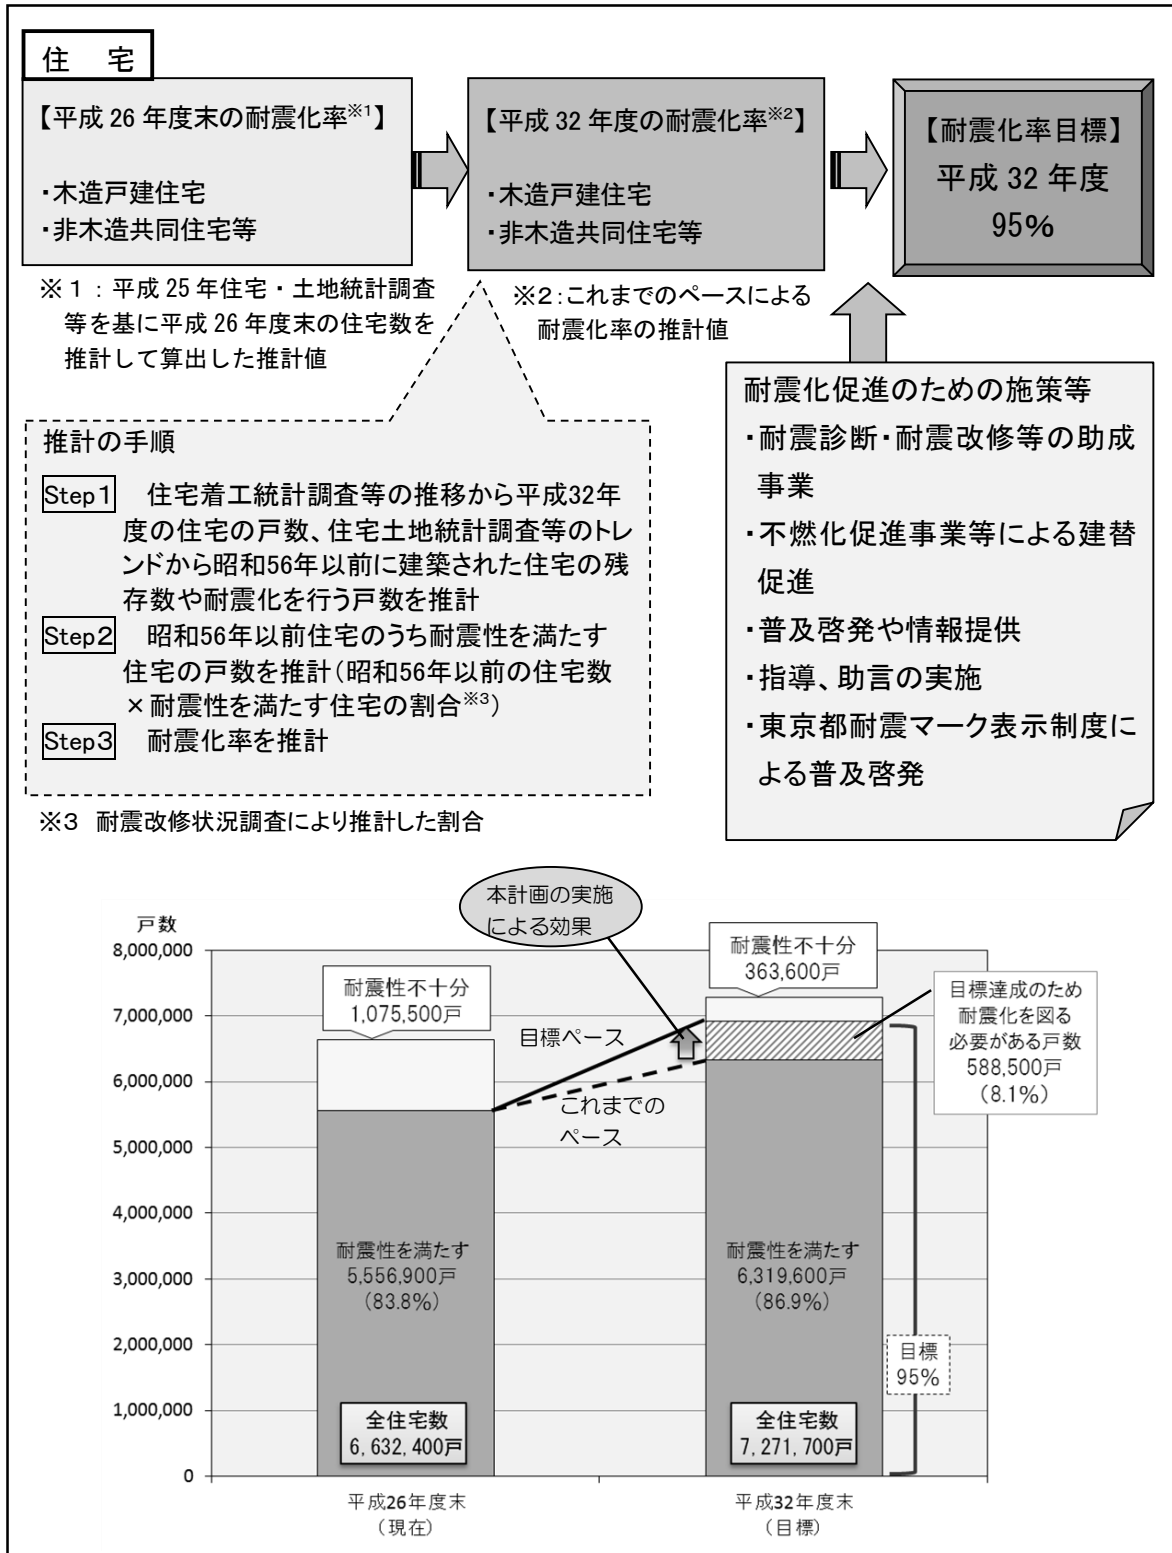 住 宅
【平成 26 年度末の耐震化率※1】
・木造戸建住宅
・非木造共同住宅等
【平成 32 年度の耐震化率※2】
・木造戸建住宅
・非木造共同住宅等
【耐震化率目標】
平成 32 年度
95%
※１：平成 25 年住宅・土地統計調査
等を基に平成 26 年度末の住宅数を
推計して算出した推計値
※２：これまでのペースによる
耐震化率の推計値
推計の手順
Step１ 住宅着工統計調査等の推移から平成32年
度の住宅の戸数、住宅土地統計調査等のトレ
ンドから昭和56年以前に建築された住宅の残
存数や耐震化を行う戸数を推計
Step２ 昭和56年以前住宅のうち耐震性を満たす
住宅の戸数を推計（昭和56年以前の住宅数
×耐震性を満たす住宅の割合※3）
Step３ 耐震化率を推計
※３ 耐震改修状況調査により推計した割合
耐震化促進のための施策等
・耐震診断・耐震改修等の助成
事業
・不燃化促進事業等による建替
促進
・普及啓発や情報提供
・指導、助言の実施
・東京都耐震マーク表示制度に
よる普及啓発
本計画の実施
による効果
戸数
8,000,000
7,000,000
6,000,000
5,000,000
4,000,000
3,000,000
2,000,000
1,000,000
0
耐震性不十分
1,075,500戸
耐震性を満たす
5,556,900戸
（83.8%）
全住宅数
6,632,400戸
目標ペース
これまでの
ペース
耐震性不十分
363,600戸
目標達成のため
耐震化を図る
必要がある戸数
588,500戸
（8.1%）
耐震性を満たす
6,319,600戸
（86.9%）
目標
95%
全住宅数
7,271,700戸
平成26年度末
（現在）
平成32年度末
（目標）